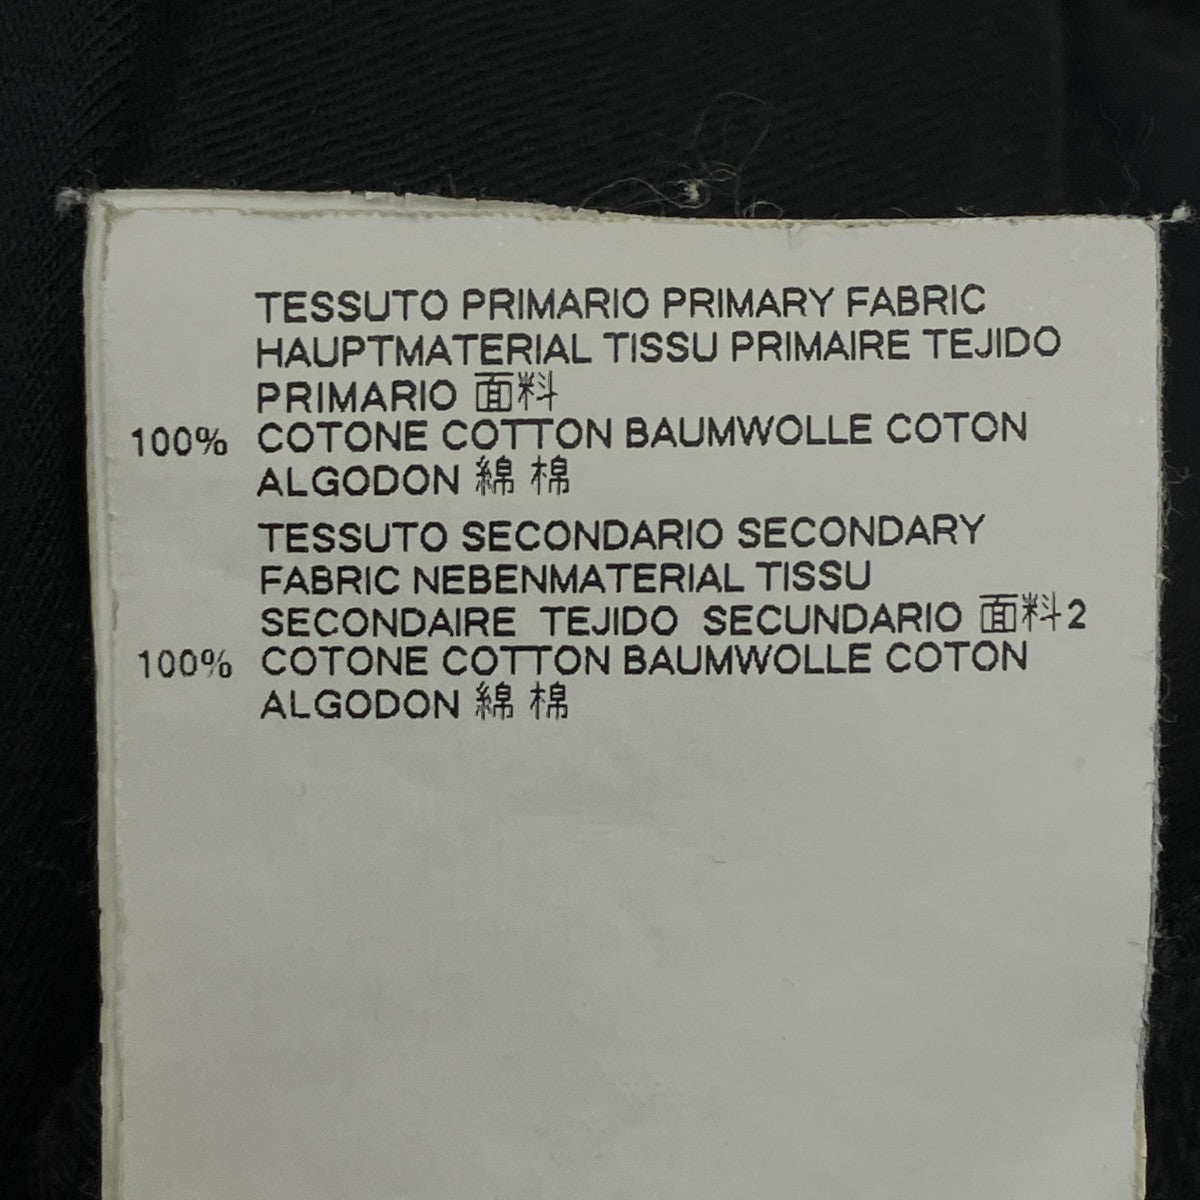 TESSUTO PRIMARIO PRIMARY FABRIC
HAUPTMATERIAL TISSU PRIMAIRE TEJIDO
PRIMARIO 面料
100% COTONE COTTON BAUMWOLLE COTON
ALGODON 綿 棉
TESSUTO SECONDARIO SECONDARY
FABRIC NEBENMATERIAL TISSU
SECONDAIRE TEJIDO SECUNDARIO 面料2
100% COTONE COTTON BAUMWOLLE COTON
ALGODON 綿 棉